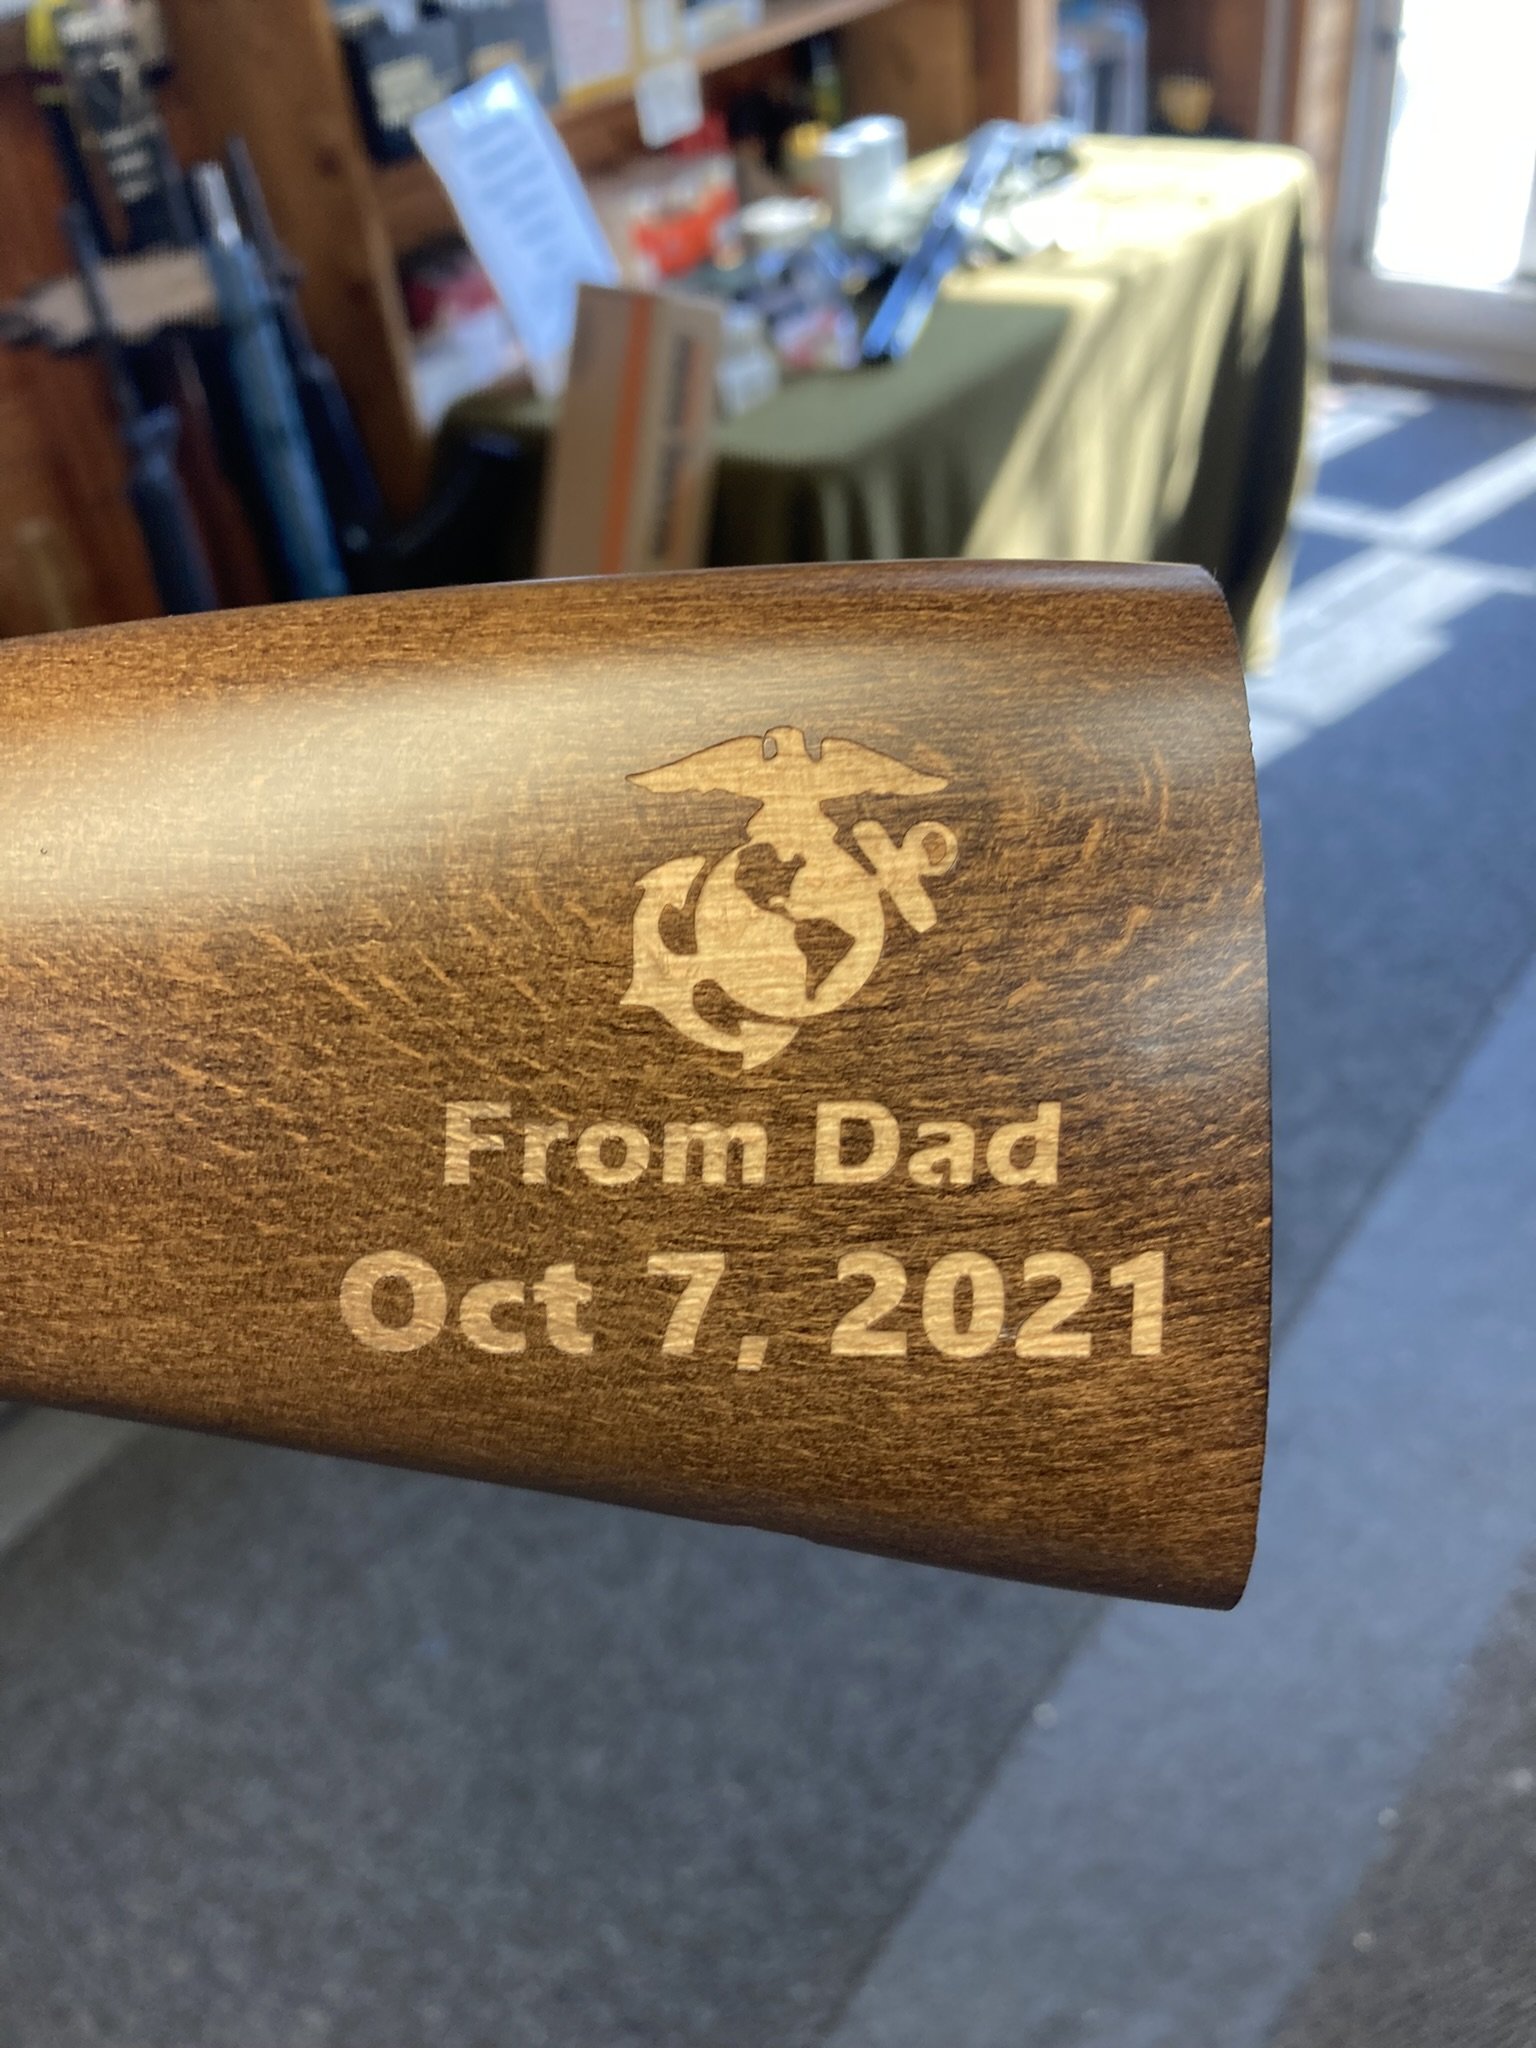 From Dad
Oct 7, 2021